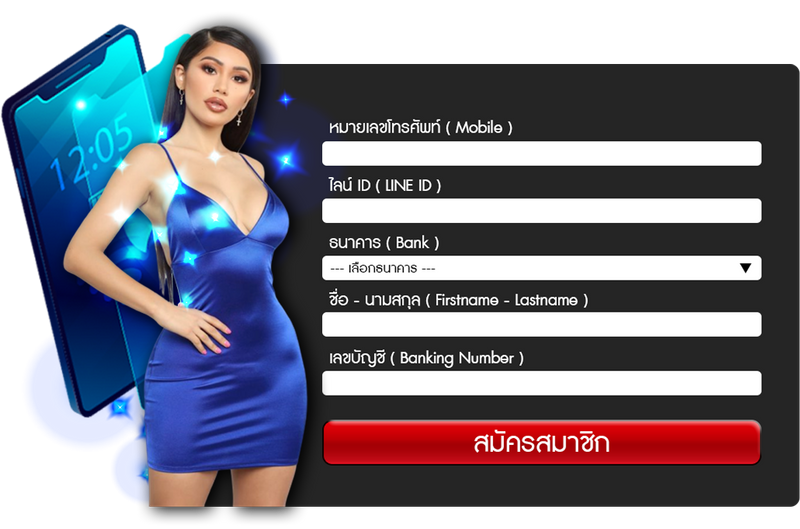 12:05
หมายเลขโทรศัพท์ ( Mobile )
ไลน์ ID ( LINE ID )
ธนาคาร ( Bank )
--- เลือกธนาคาร ---
ชื่อ - นามสกุล ( Firstname - Lastname )
เลขบัญชี ( Banking Number )
สมัครสมาชิก